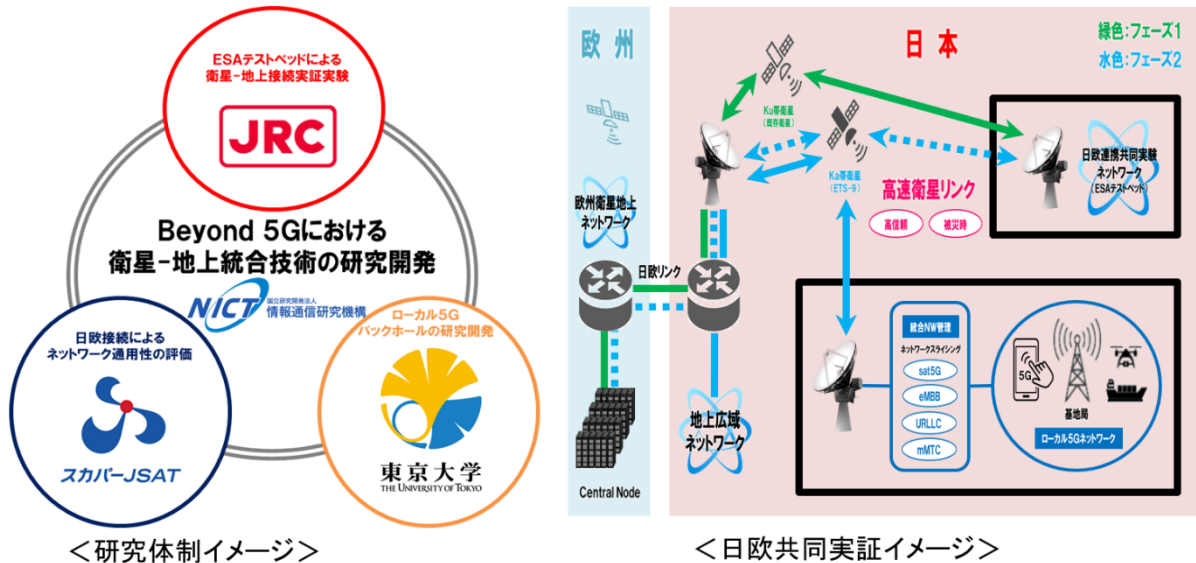 ESAテストベッドによる
衛星-地上接続実証実験
JRC
Beyond 5Gにおける
衛星-地上統合技術の研究開発
NICT
国立研究開発法人
情報通信研究機構
日欧接続による
ネットワーク通用性の評価
スカパーJSAT
ローカル5G
バックホールの研究開発
東京大学
THE UNIVERSITY OF TOKYO
<研究体制イメージ>
欧州
欧州衛星地上
ネットワーク
Central Node
日欧リンク
日本
緑色:フェーズ1
水色:フェーズ2
Ku帯衛星
(既存衛星)
Ka帯衛星
(ETS-9)
高速衛星リンク
高信頼
被災時
日欧連携共同実験
ネットワーク
(ESAテストベッド)
地上広域
ネットワーク
統合NW管理
ネットワークスライシング
sat5G
eMBB
URLLC
mMTC
5G
基地局
ローカル5Gネットワーク
<日欧共同実証イメージ>